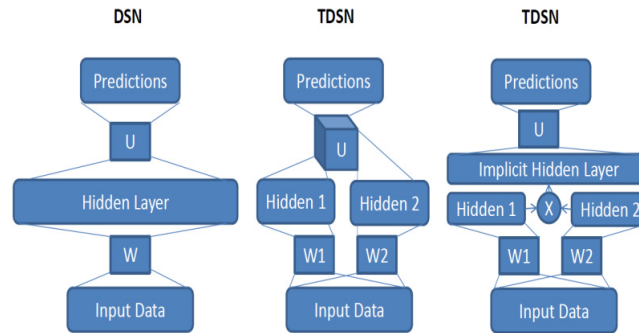 DSN
TDSN
TDSN
Predictions
U
Hidden Layer
W
Input Data
Predictions
U
Hidden 1
Hidden 2
W1
W2
Input Data
Predictions
U
Implicit Hidden Layer
Hidden 1
X
Hidden 2
W1
W2
Input Data